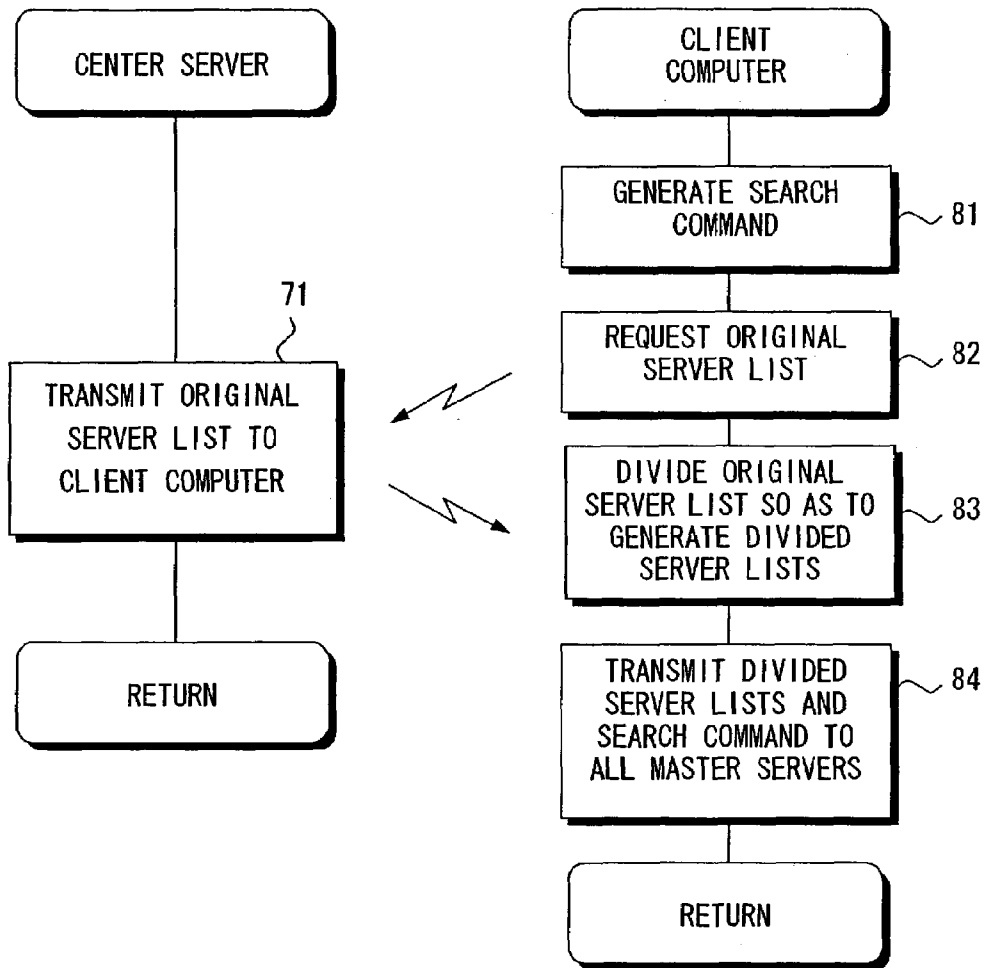 CENTER SERVER
71
TRANSMIT ORIGINAL
SERVER LIST TO
CLIENT COMPUTER
RETURN
CLIENT
COMPUTER
GENERATE SEARCH
COMMAND
81
REQUEST ORIGINAL
SERVER LIST
82
DIVIDE ORIGINAL
SERVER LIST SO AS TO
GENERATE DIVIDED
SERVER LISTS
83
TRANSMIT DIVIDED
SERVER LISTS AND
SEARCH COMMAND TO
ALL MASTER SERVERS
84
RETURN